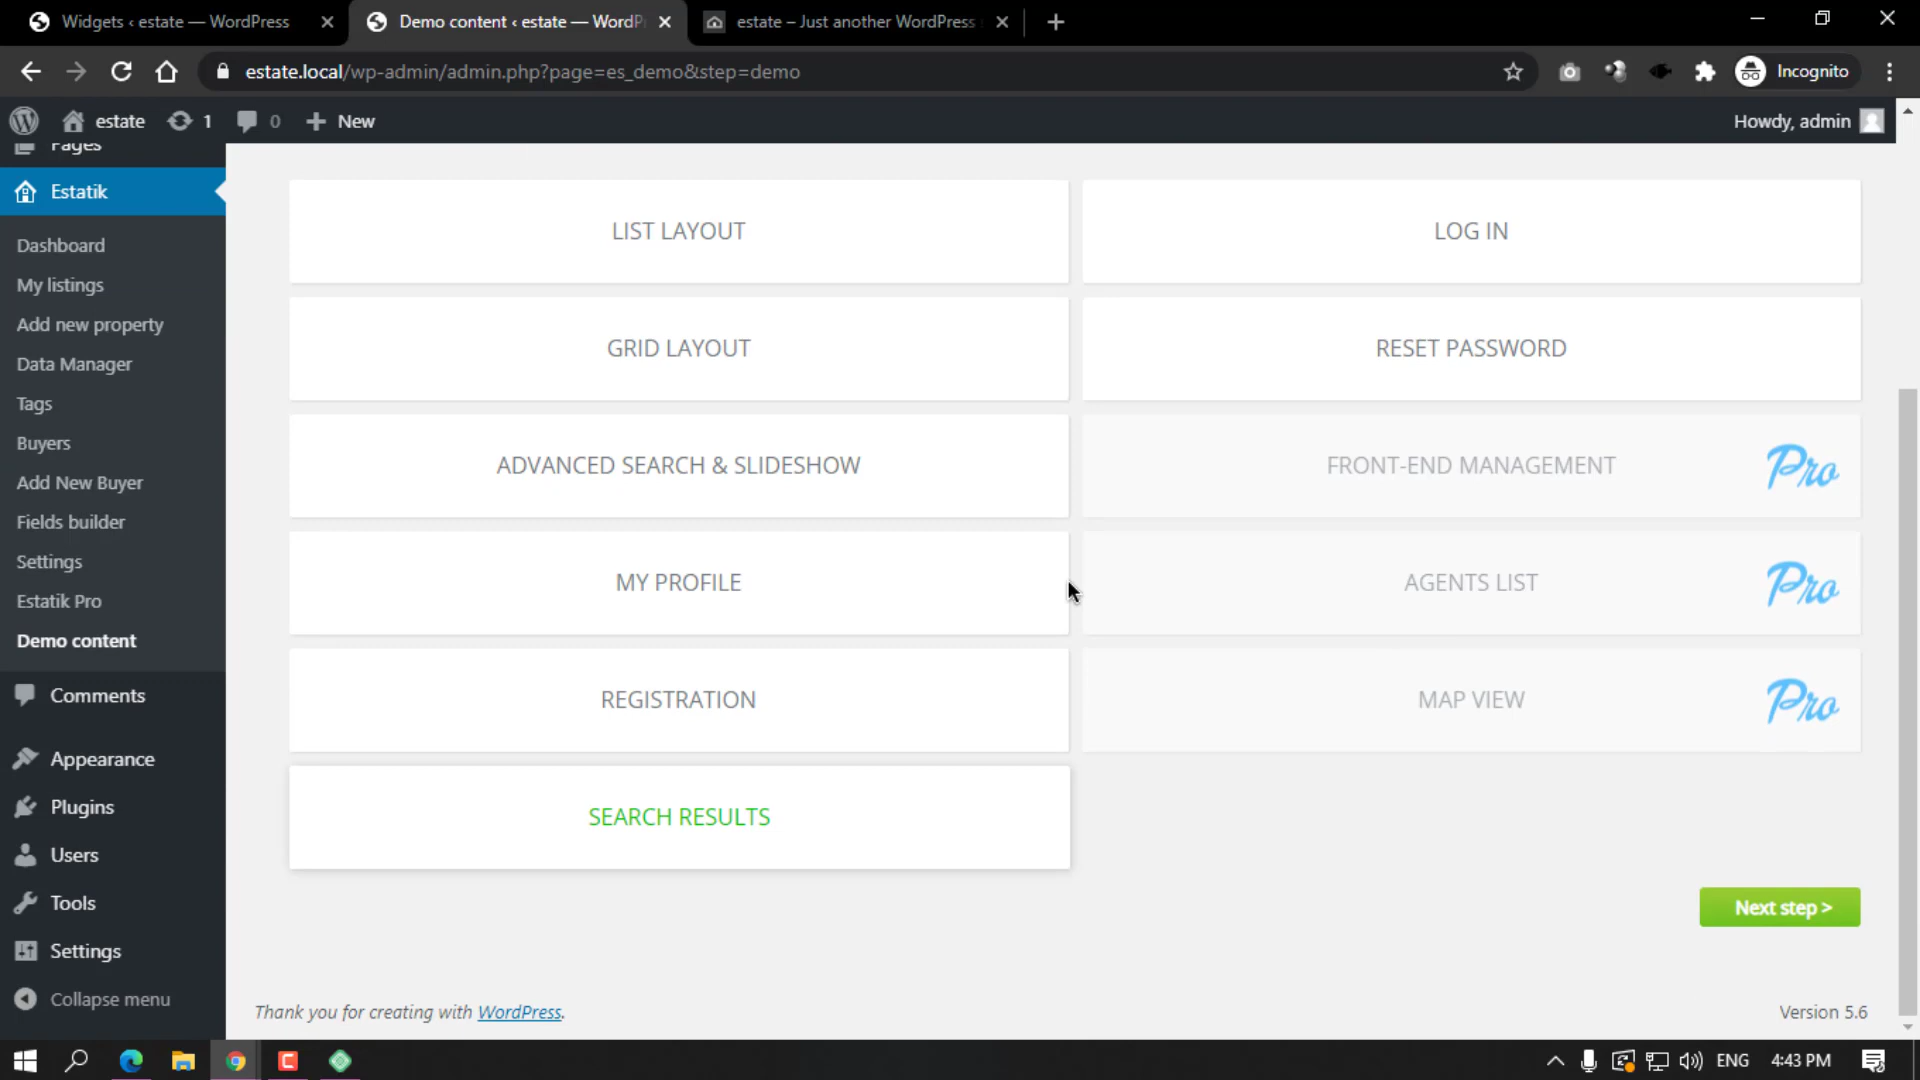 Widgets ‹ estate — WordPress
Demo content ‹ estate — WordP
estate – Just another WordPress
estate.local/wp-admin/admin.php?page=es_demo&step=demo
Incognito
estate
1
0
New
Howdy, admin
Pages
Estatik
Dashboard
My listings
Add new property
Data Manager
Tags
Buyers
Add New Buyer
Fields builder
Settings
Estatik Pro
Demo content
Comments
Appearance
Plugins
Users
Tools
Settings
Collapse menu
LIST LAYOUT
LOG IN
GRID LAYOUT
RESET PASSWORD
ADVANCED SEARCH & SLIDESHOW
FRONT-END MANAGEMENT
Pro
MY PROFILE
AGENTS LIST
Pro
REGISTRATION
MAP VIEW
Pro
SEARCH RESULTS
Next step >
Thank you for creating with WordPress.
Version 5.6
ENG
4:43 PM